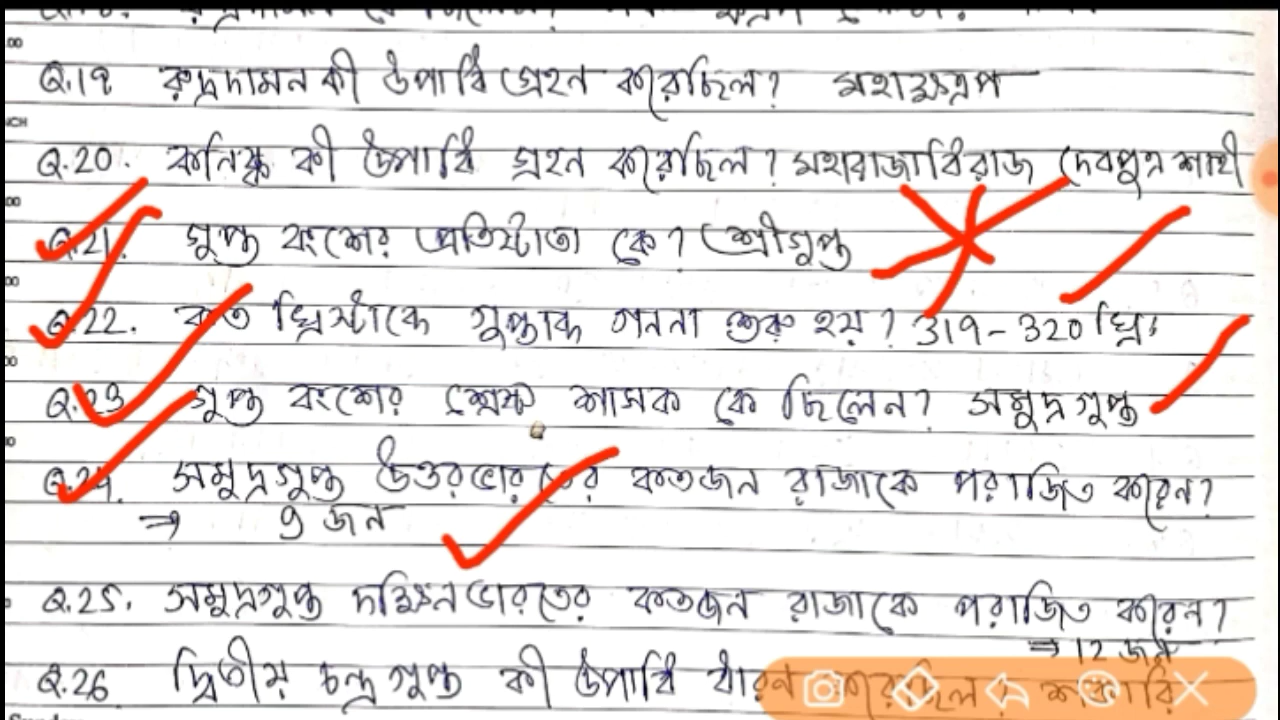 Q.19 রুদ্রদামন কী উপাধি গ্রহন করেছিল? মহাক্ষত্রপ
Q.20. কনিষ্ক কী উপাধি গ্রহন করেছিল? মহারাজাধিরাজ দেবপুত্র শাহী
Q.21. গুপ্ত বংশের প্রতিষ্ঠাতা কে? শ্রীগুপ্ত
Q.22. কত খ্রিস্টাব্দে গুপ্তাব্দ গননা শুরু হয়? 319-320 খ্রিঃ
Q.23 গুপ্ত বংশের শ্রেষ্ঠ শাসক কে ছিলেন? সমুদ্রগুপ্ত
Q.24. সমুদ্রগুপ্ত উত্তরভারতের কতজন রাজাকে পরাজিত করেন?
⇒ 9 জন
Q.25. সমুদ্রগুপ্ত দক্ষিনভারতের কতজন রাজাকে পরাজিত করেন?
⇒ 12 জন
Q.26 দ্বিতীয় চন্দ্রগুপ্ত কী উপাধি ধারন করেছিল? শকারি